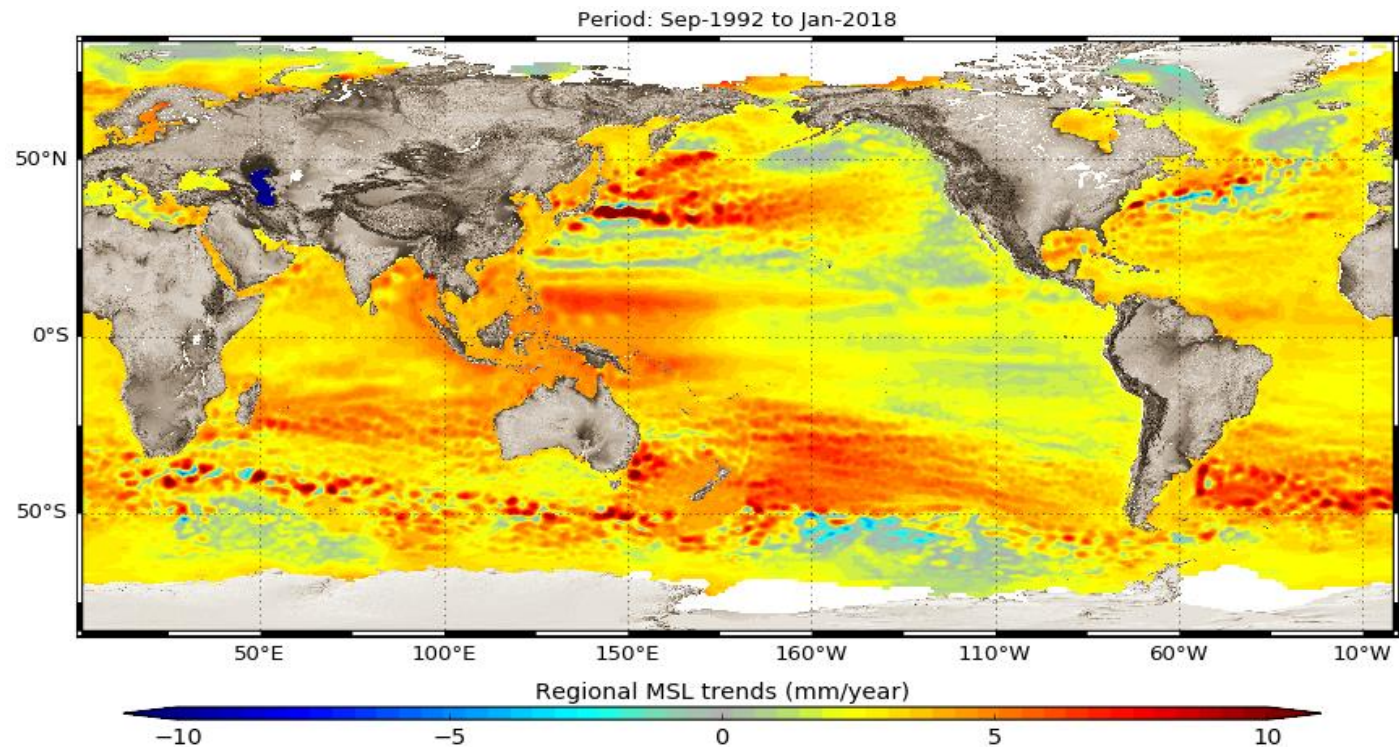 Period: Sep-1992 to Jan-2018
50°N
0°S
50°S
50°E 100°E 150°E 160°W 110°W 60°W 10°W
Regional MSL trends (mm/year)
−10 −5 0 5 10